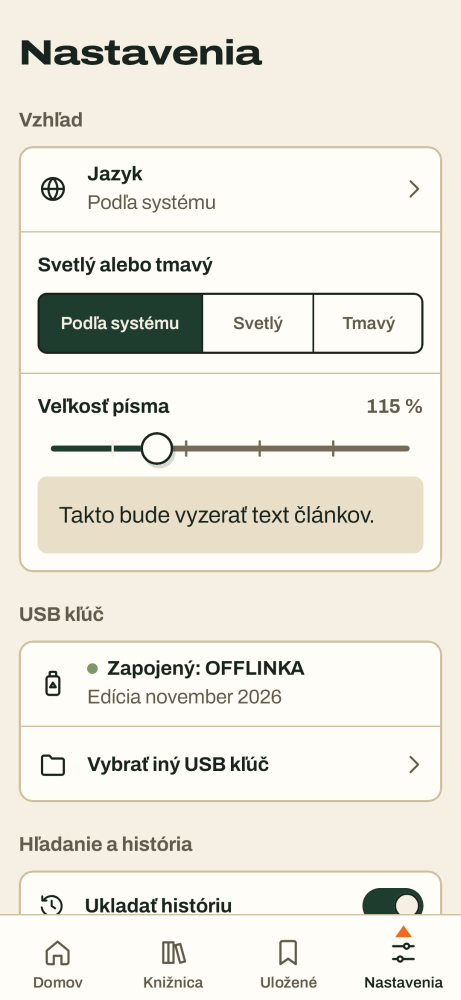 Nastavenia
Vzhľad
Jazyk
Podľa systému
Svetlý alebo tmavý
Podľa systému
Svetlý
Tmavý
Veľkosť písma
115 %
Takto bude vyzerať text článkov.
USB kľúč
Zapojený: OFFLINKA
Edícia november 2026
Vybrať iný USB kľúč
Hľadanie a história
Ukladať históriu
Domov
Knižnica
Uložené
Nastavenia